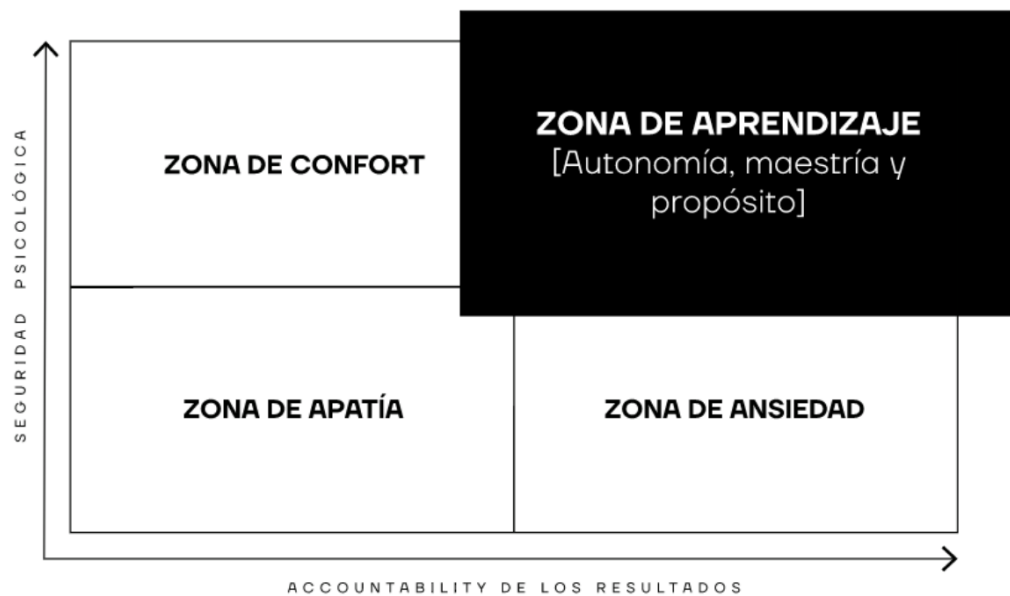 ZONA DE APRENDIZAJE
[Autonomía, maestría y
propósito]
ZONA DE CONFORT
ZONA DE APATÍA
ZONA DE ANSIEDAD
SEGURIDAD PSICOLÓGICA
ACCOUNTABILITY DE LOS RESULTADOS